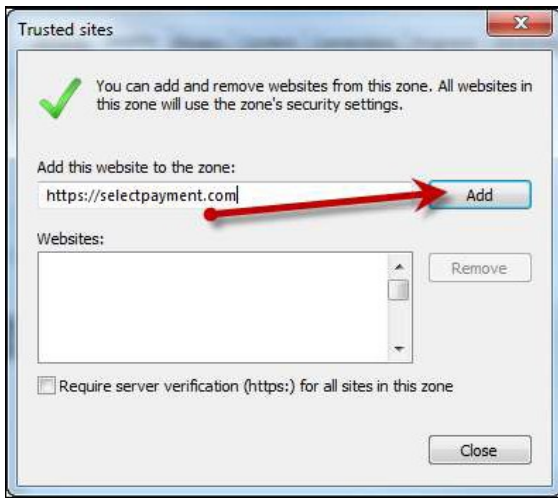 Trusted sites
You can add and remove websites from this zone. All websites in
this zone will use the zone's security settings.
Add this website to the zone:
https://selectpayment.com
Add
Websites:
Remove
Require server verification (https:) for all sites in this zone
Close